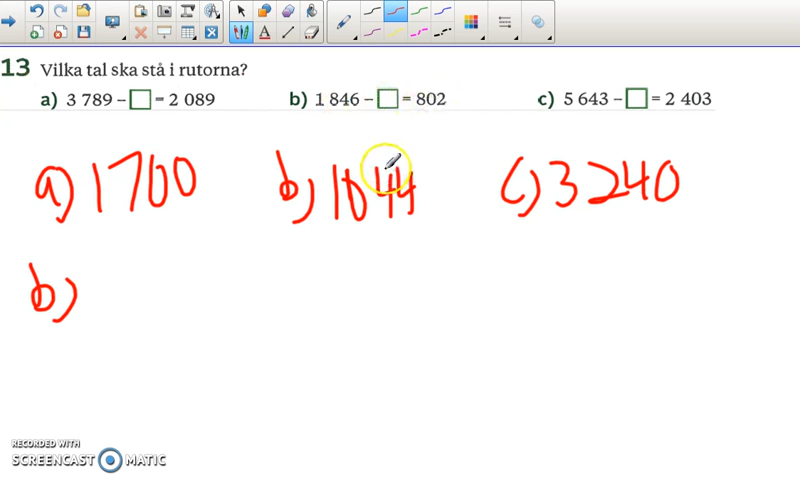 13 Vilka tal ska stå i rutorna?
a) 3 789 – □ = 2 089 b) 1 846 – □ = 802 c) 5 643 – □ = 2 403
a) 1700 b) 1044 c) 3240
b)
RECORDED WITH
SCREENCAST MATIC